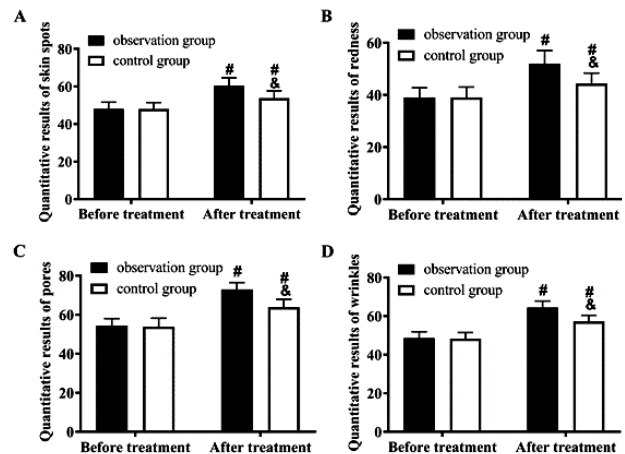 A
Quantitative results of skin spots
80
60
40
20
0
observation group
control group
#
#
&
Before treatment
After treatment
B
Quantitative results of redness
60
40
20
0
observation group
control group
#
#
&
Before treatment
After treatment
C
Quantitative results of pores
80
60
40
20
0
observation group
control group
#
#
&
Before treatment
After treatment
D
Quantitative results of wrinkles
80
60
40
20
0
observation group
control group
#
#
&
Before treatment
After treatment